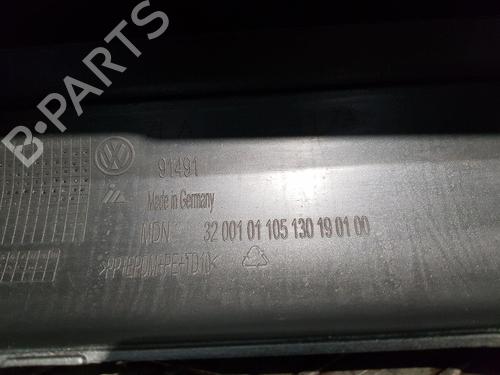 B-PARTS
91491
Made in Germany
MDN 32 001 01 105 130 19 01 00
>PP+EPDM+PE-TD10<